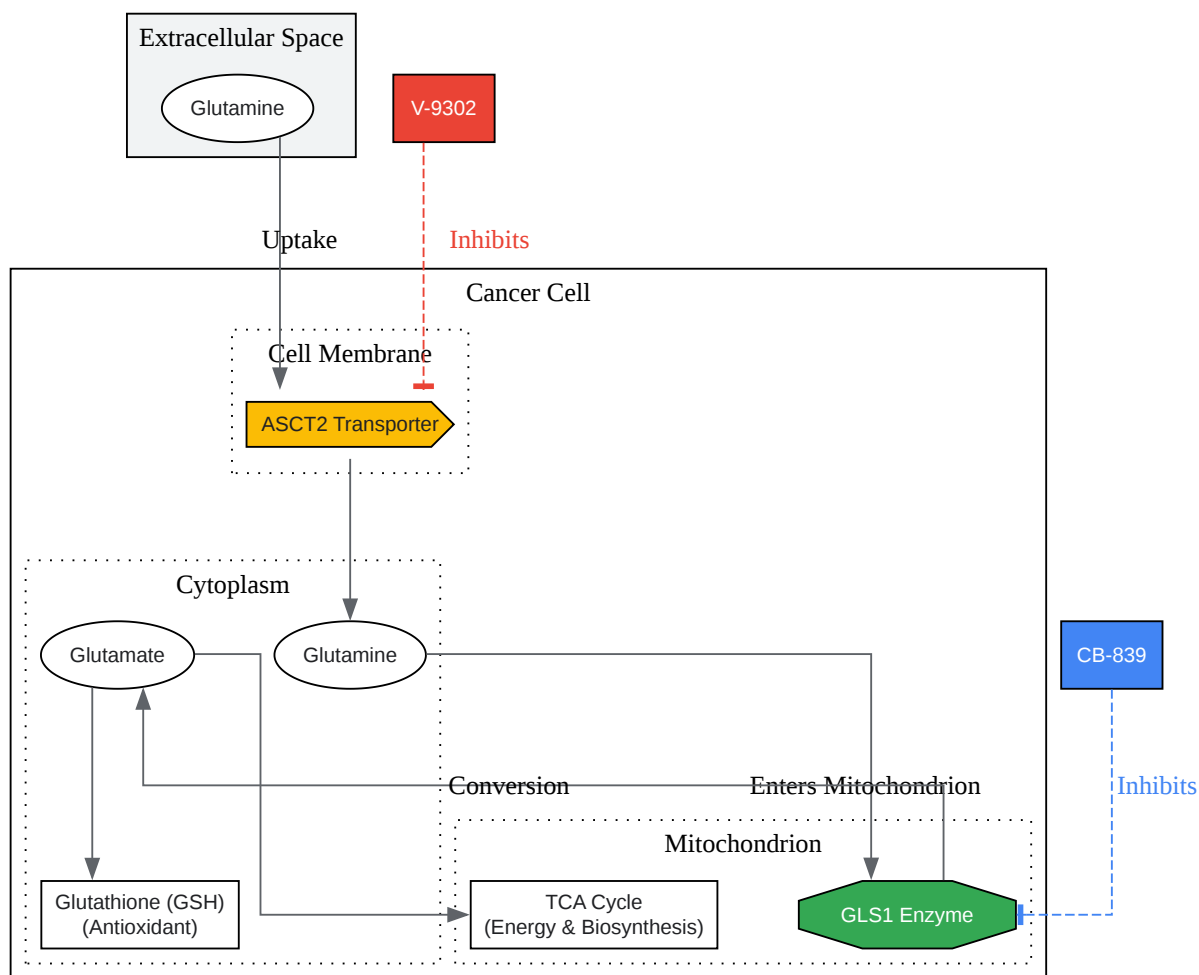 Extracellular Space
Glutamine
V-9302
Uptake
Inhibits
Cancer Cell
Cell Membrane
ASCT2 Transporter
Cytoplasm
Glutamate
Glutamine
CB-839
Conversion
Enters Mitochondrion
Inhibits
Mitochondrion
Glutathione (GSH)
(Antioxidant)
TCA Cycle
(Energy & Biosynthesis)
GLS1 Enzyme